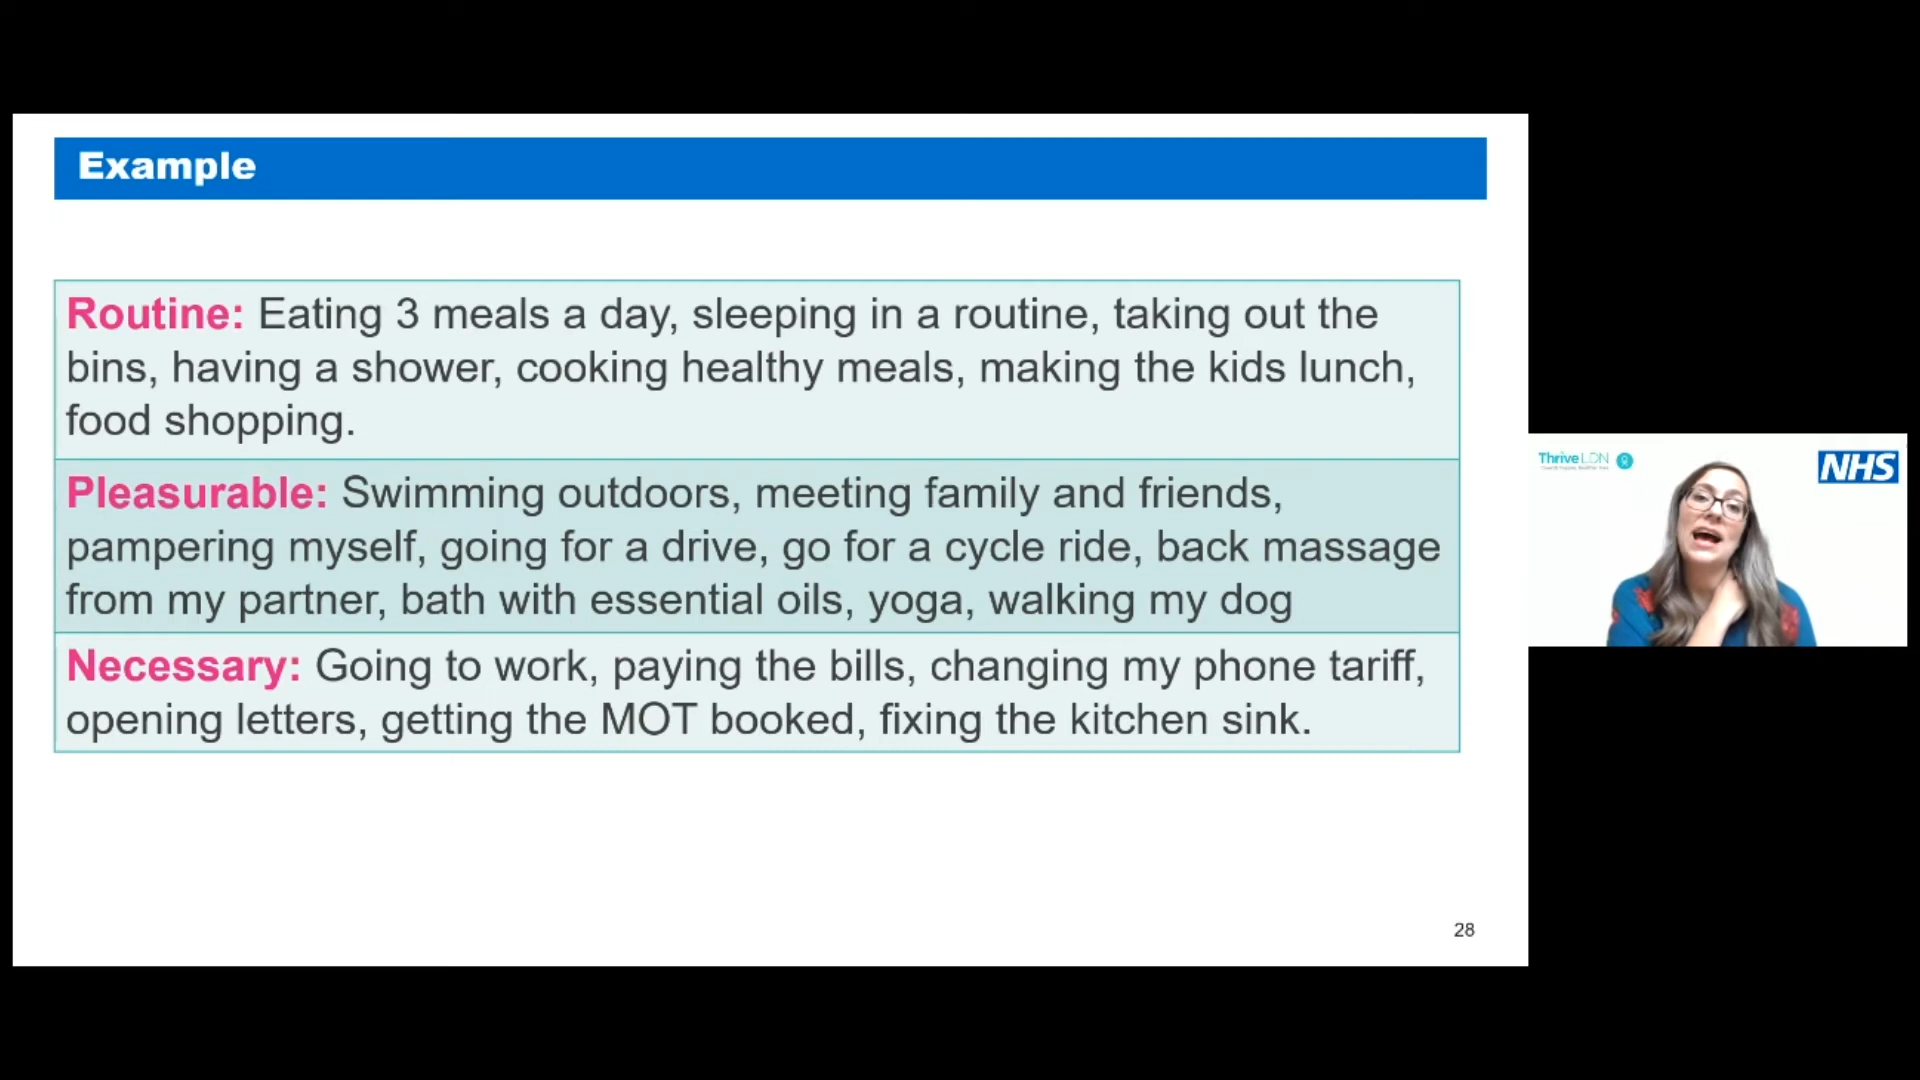 Example
Routine: Eating 3 meals a day, sleeping in a routine, taking out the
bins, having a shower, cooking healthy meals, making the kids lunch,
food shopping.
Pleasurable: Swimming outdoors, meeting family and friends,
pampering myself, going for a drive, go for a cycle ride, back massage
from my partner, bath with essential oils, yoga, walking my dog
Necessary: Going to work, paying the bills, changing my phone tariff,
opening letters, getting the MOT booked, fixing the kitchen sink.
28
Thrive LDN
NHS